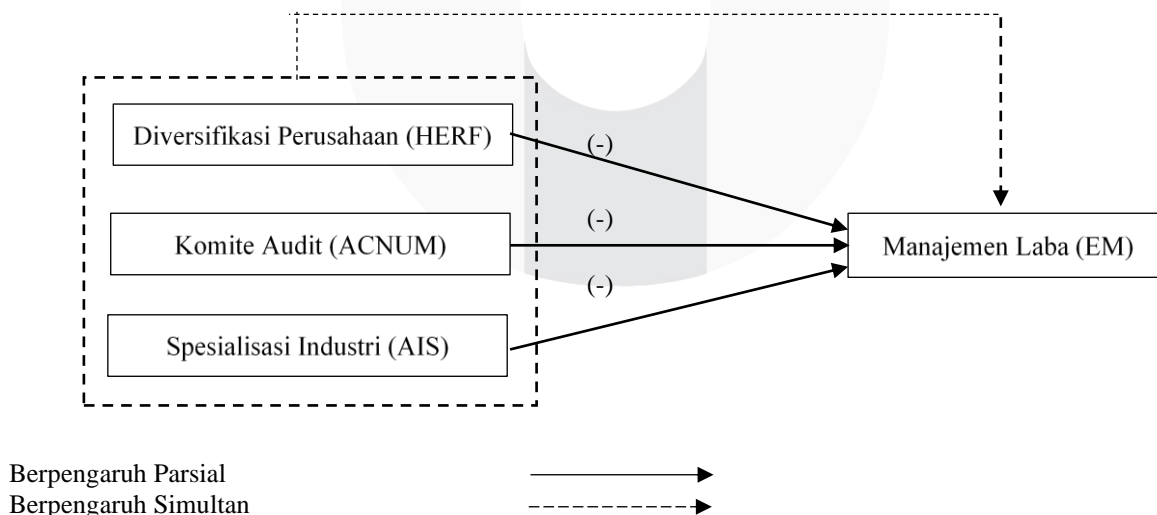 Diversifikasi Perusahaan (HERF)
(-)
Komite Audit (ACNUM)
(-)
Manajemen Laba (EM)
(-)
Spesialisasi Industri (AIS)
Berpengaruh Parsial
Berpengaruh Simultan